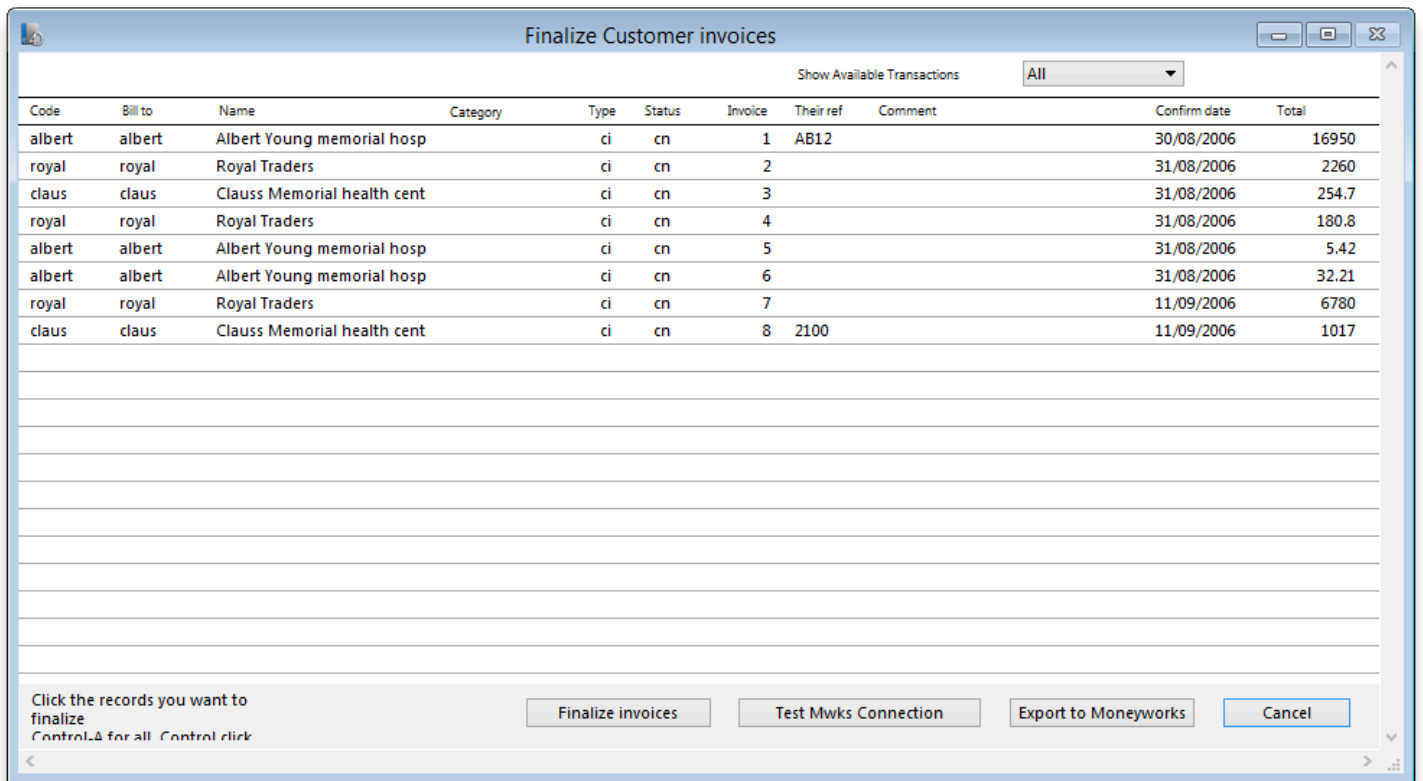 Finalize Customer invoices
Show Available Transactions All
Code Bill to Name Category Type Status Invoice Their ref Comment Confirm date Total
albert albert Albert Young memorial hosp ci cn 1 AB12 30/08/2006 16950
royal royal Royal Traders ci cn 2 31/08/2006 2260
claus claus Clauss Memorial health cent ci cn 3 31/08/2006 254.7
royal royal Royal Traders ci cn 4 31/08/2006 180.8
albert albert Albert Young memorial hosp ci cn 5 31/08/2006 5.42
albert albert Albert Young memorial hosp ci cn 6 31/08/2006 32.21
royal royal Royal Traders ci cn 7 11/09/2006 6780
claus claus Clauss Memorial health cent ci cn 8 2100 11/09/2006 1017
Click the records you want to
finalize
Control-A for all. Control click
Finalize invoices Test Mwks Connection Export to Moneyworks Cancel